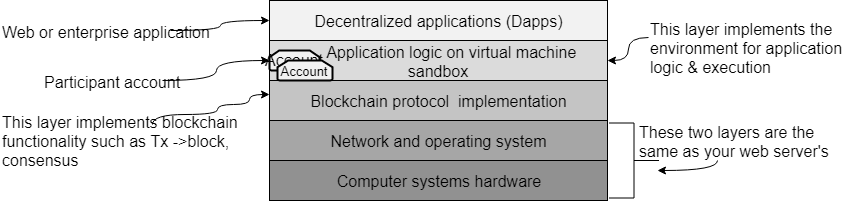 Web or enterprise application
Participant account
This layer implements blockchain
functionality such as Tx ->block,
consensus
Decentralized applications (Dapps)
Application logic on virtual machine
sandbox
Account
Blockchain protocol implementation
Network and operating system
Computer systems hardware
This layer implements the
environment for application
logic & execution
These two layers are the
same as your web server's